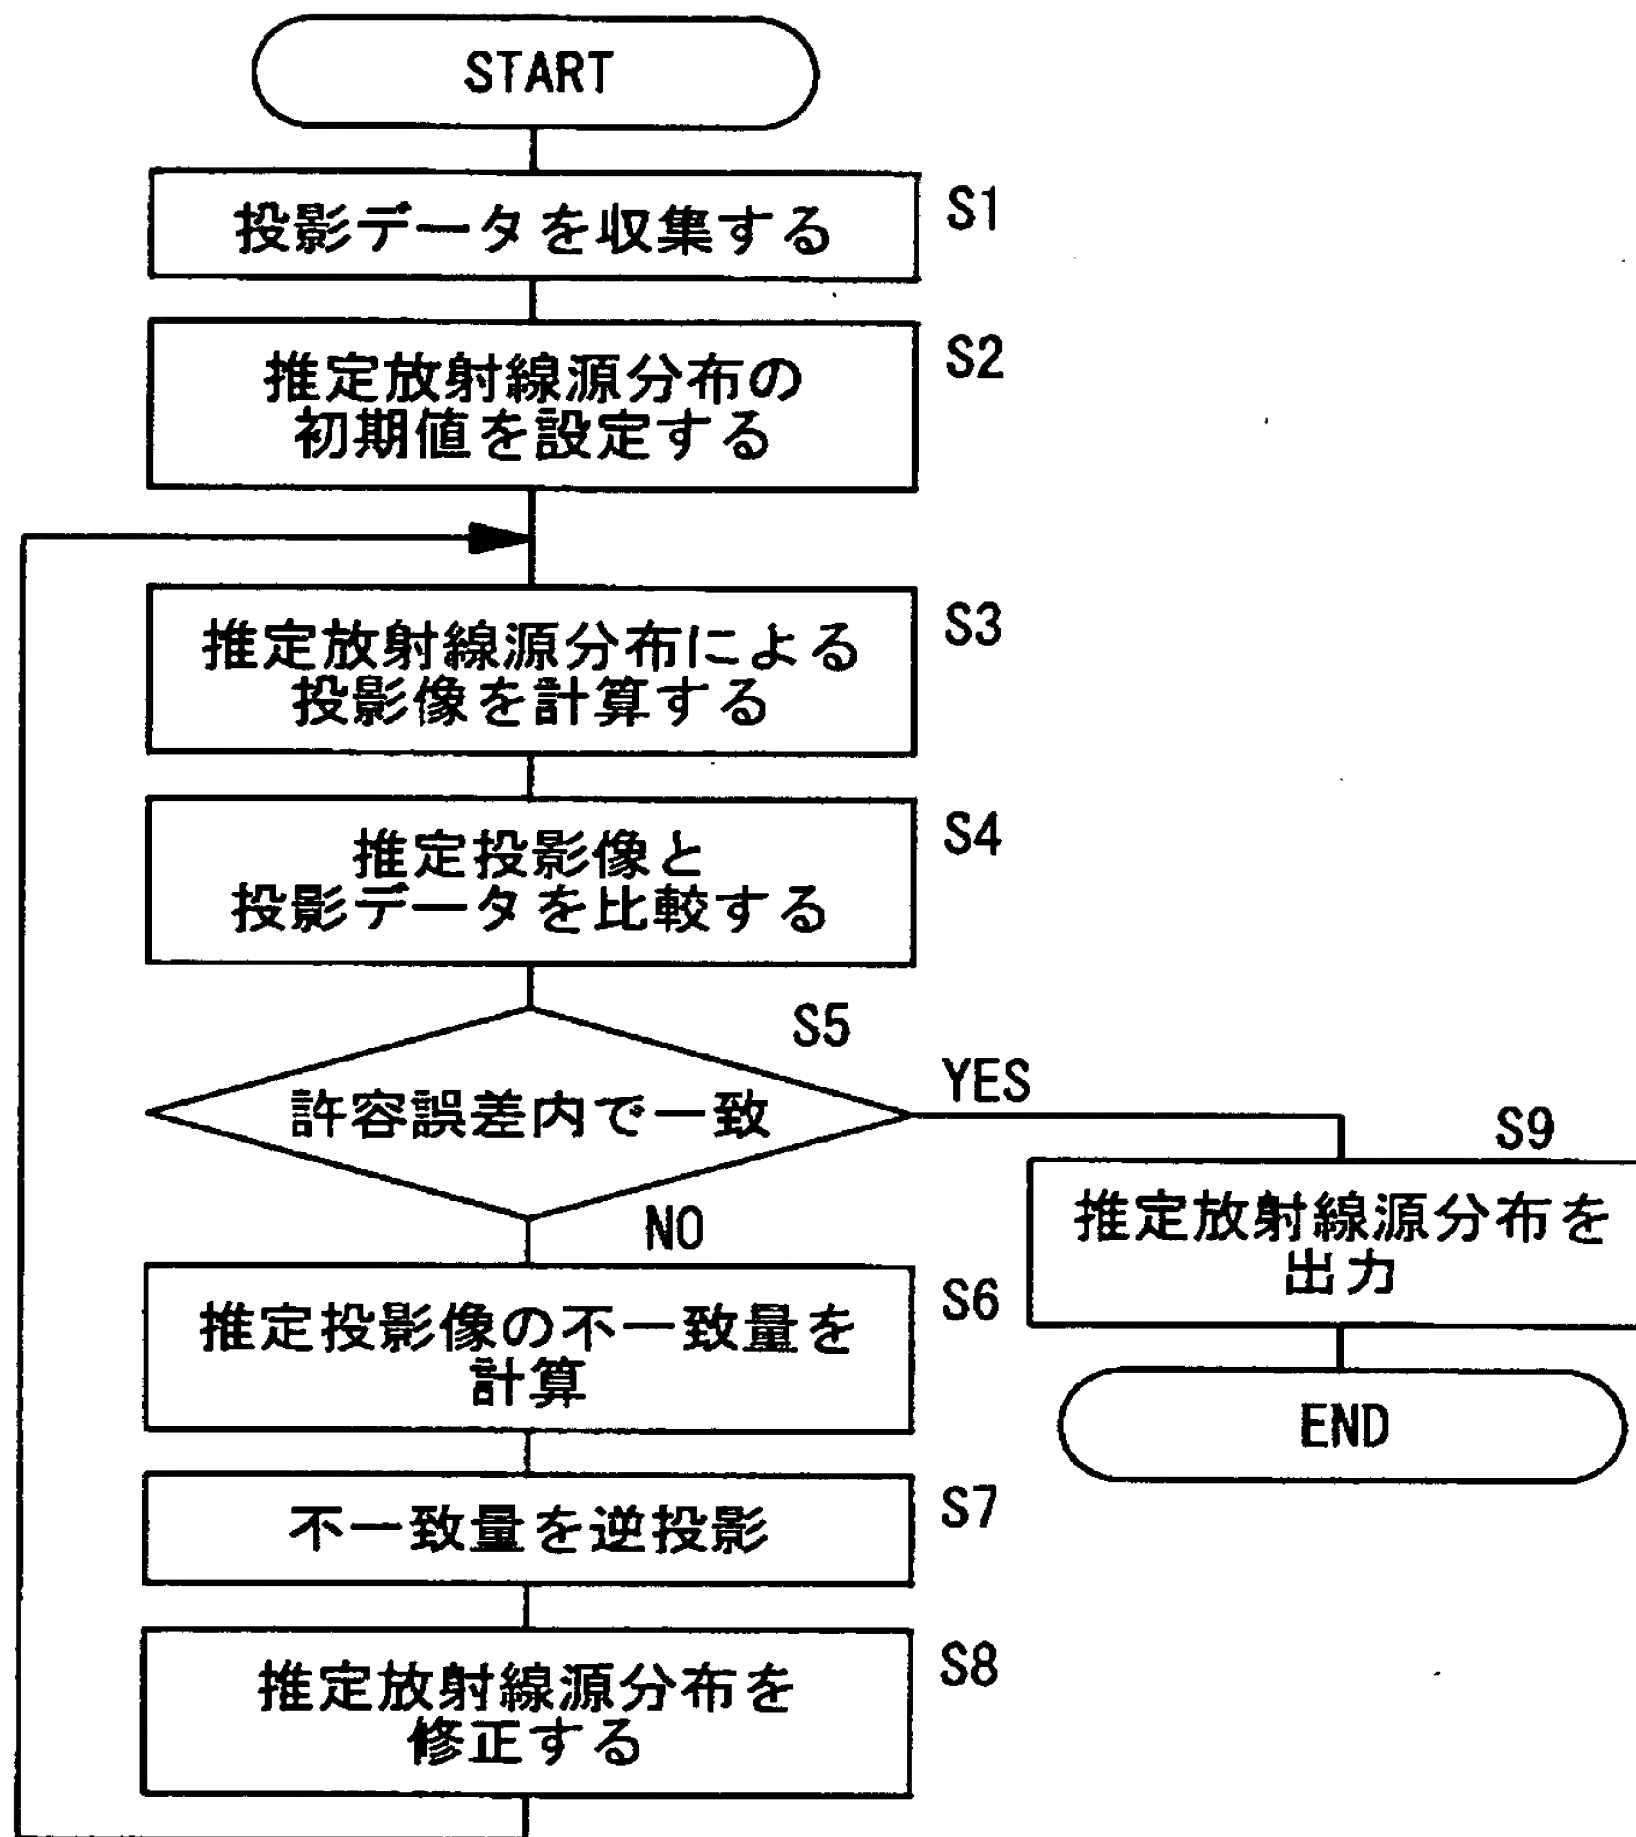 START
投影データを収集する
S1
推定放射線源分布の
初期値を設定する
S2
推定放射線源分布による
投影像を計算する
S3
推定投影像と
投影データを比較する
S4
許容誤差内で一致
S5
YES
NO
推定投影像の不一致量を
計算
S6
不一致量を逆投影
S7
推定放射線源分布を
修正する
S8
S9
推定放射線源分布を
出力
END